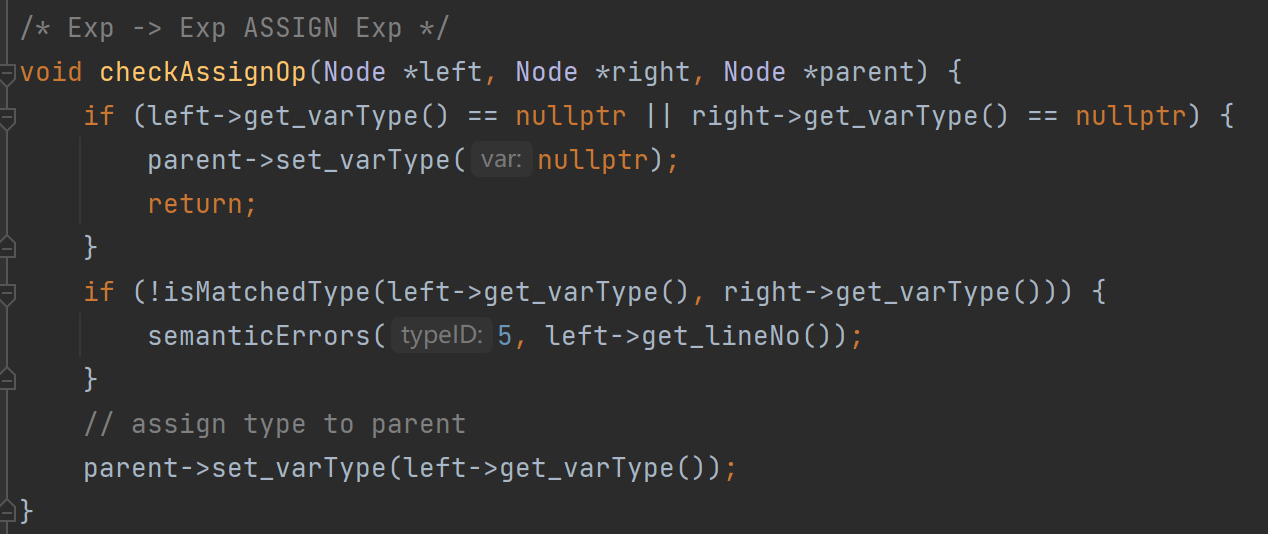 /* Exp -> Exp ASSIGN Exp */
void checkAssignOp(Node *left, Node *right, Node *parent) {
    if (left->get_varType() == nullptr || right->get_varType() == nullptr) {
        parent->set_varType( var: nullptr);
        return;
    }
    if (!isMatchedType(left->get_varType(), right->get_varType())) {
        semanticErrors( typeID: 5, left->get_lineNo());
    }
    // assign type to parent
    parent->set_varType(left->get_varType());
}